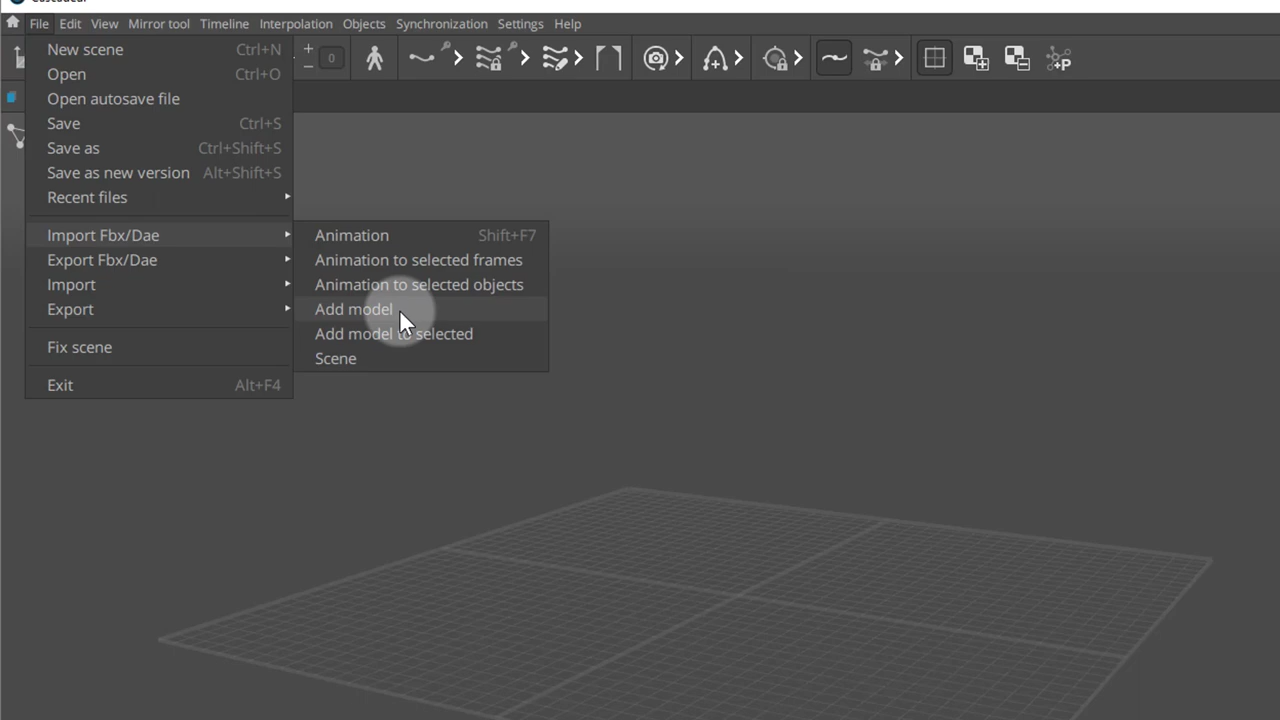 File Edit View Mirror tool Timeline Interpolation Objects Synchronization Settings Help
0
+P
New scene Ctrl+N
Open Ctrl+O
Open autosave file
Save Ctrl+S
Save as Ctrl+Shift+S
Save as new version Alt+Shift+S
Recent files
Import Fbx/Dae
Export Fbx/Dae
Import
Export
Fix scene
Exit Alt+F4
Animation Shift+F7
Animation to selected frames
Animation to selected objects
Add model
Add model to selected
Scene